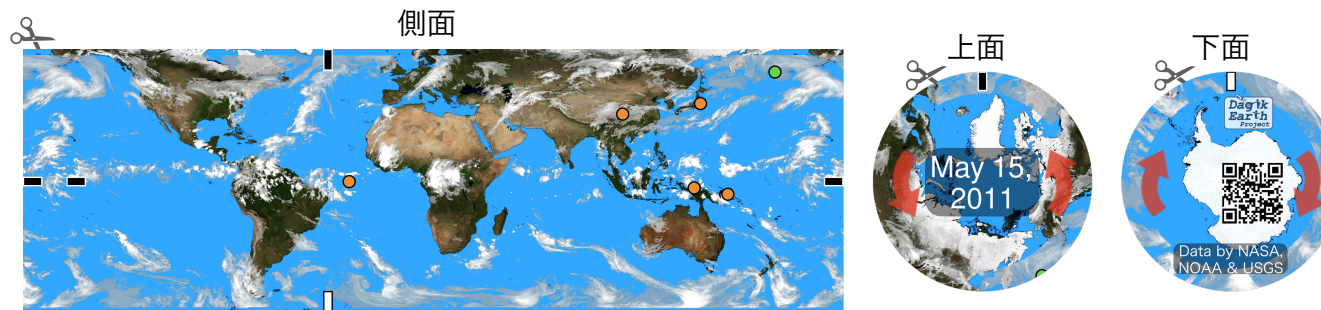 側面
上面
下面
May 15,
2011
Dagik
Earth
Project
Data by NASA,
NOAA & USGS